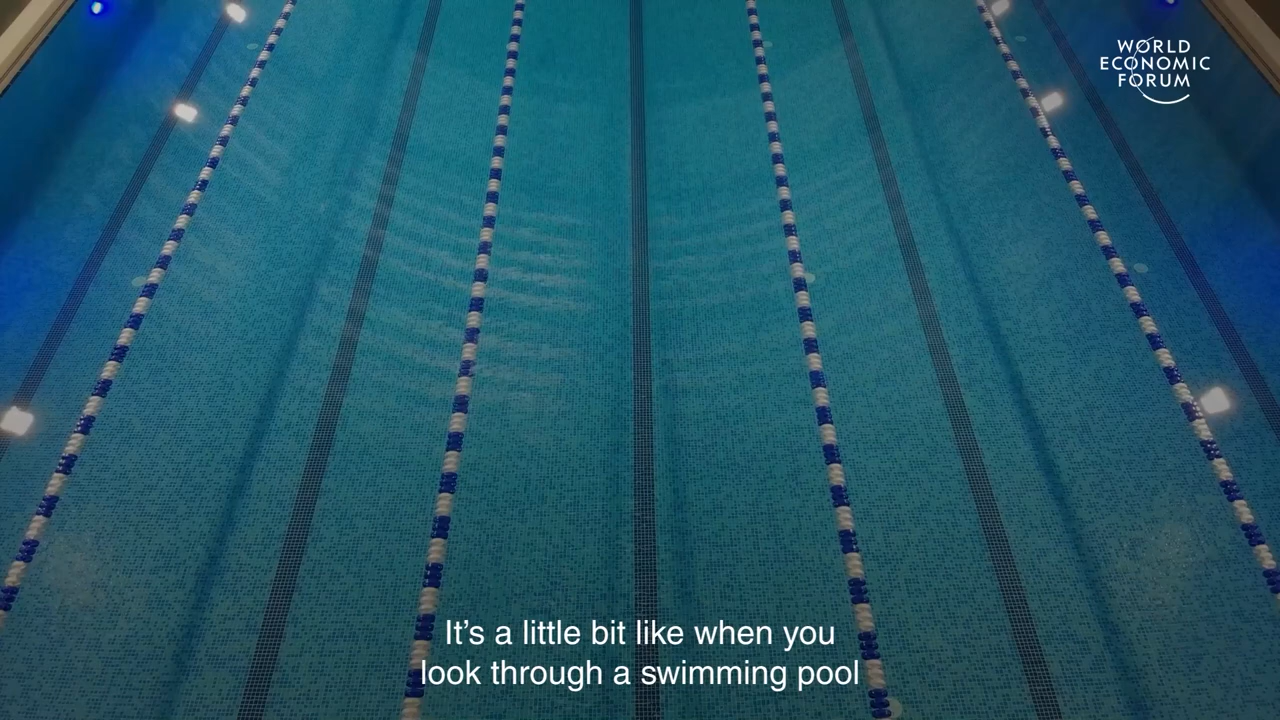 WORLD
ECONOMIC
FORUM
It’s a little bit like when you
look through a swimming pool